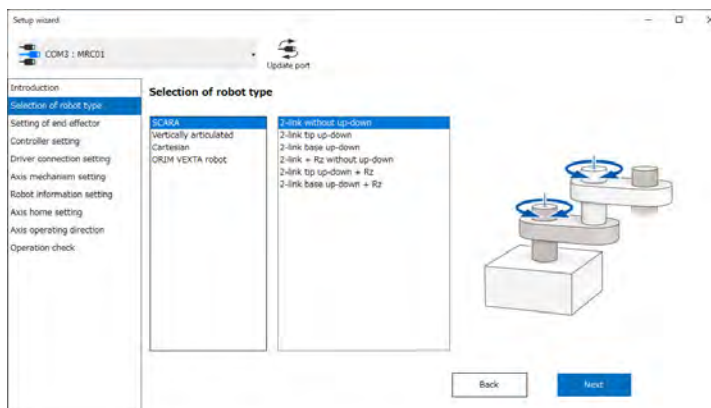 Setup wizard
COM3 : MRC01
Update port
Introduction
Selection of robot type
Setting of end effector
Controller setting
Driver connection setting
Axis mechanism setting
Robot information setting
Axis home setting
Axis operating direction
Operation check
Selection of robot type
SCARA
Vertically articulated
Cartesian
ORIM VEXTA robot
2-link without up-down
2-link tip up-down
2-link base up-down
2-link + Rz without up-down
2-link tip up-down + Rz
2-link base up-down + Rz
Back
Next